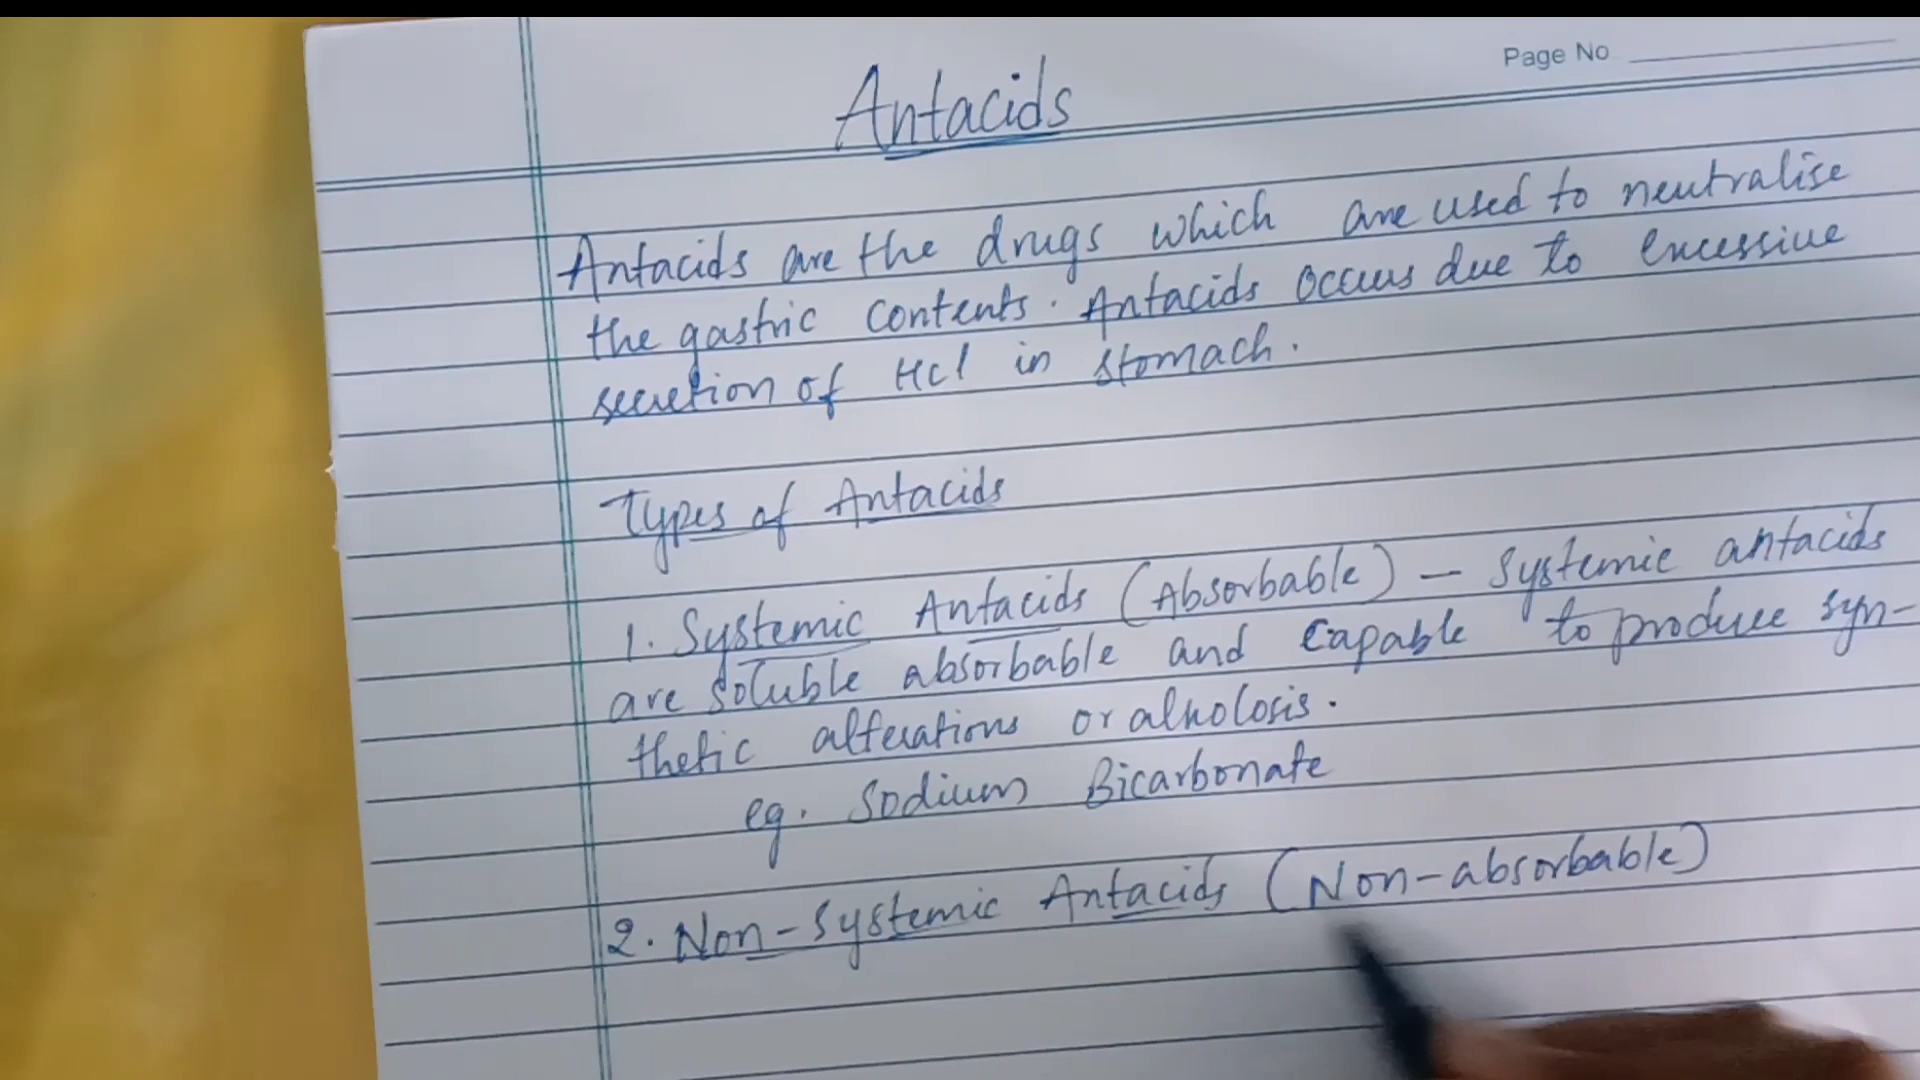 Page No
Antacids
Antacids are the drugs which are used to neutralise
the gastric contents. Antacids occurs due to excessive
secretion of HCl in stomach.
Types of Antacids
1. Systemic Antacids (Absorbable) – Systemic antacids
are soluble absorbable and capable to produce syn-
thetic alterations or alkolosis.
eg. Sodium Bicarbonate
2. Non-Systemic Antacids (Non-absorbable)